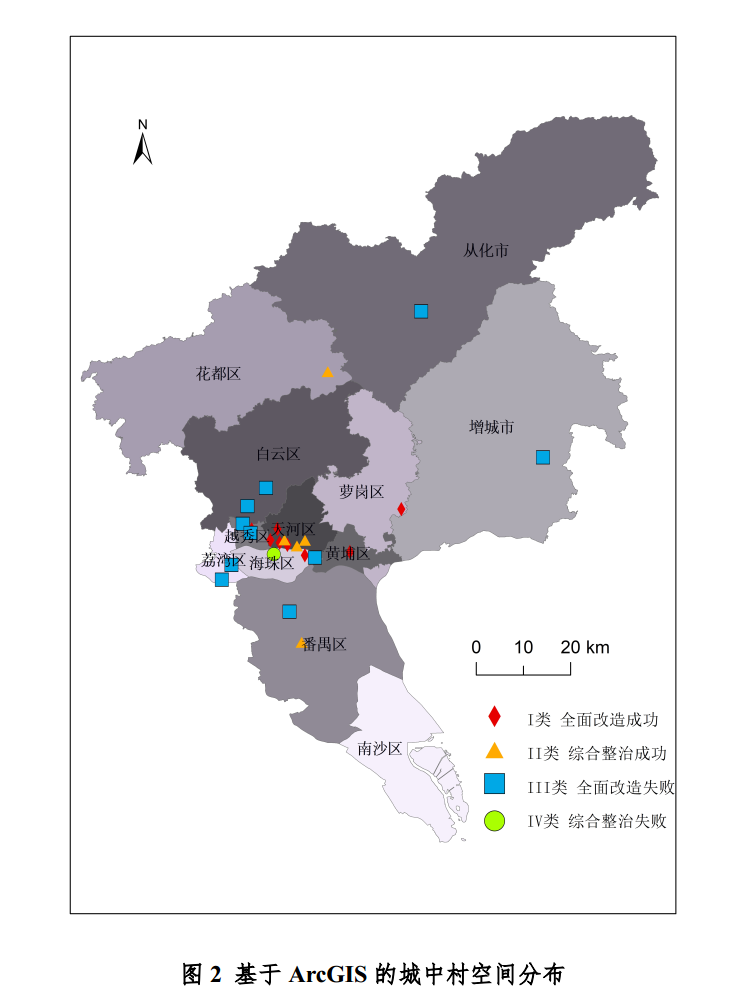 N
从化市
花都区
增城市
白云区
萝岗区
天河区
越秀区
黄埔区
荔湾区
海珠区
番禺区
0 10 20 km
I类 全面改造成功
南沙区
II类 综合整治成功
III类 全面改造失败
IV类 综合整治失败
图 2 基于 ArcGIS 的城中村空间分布